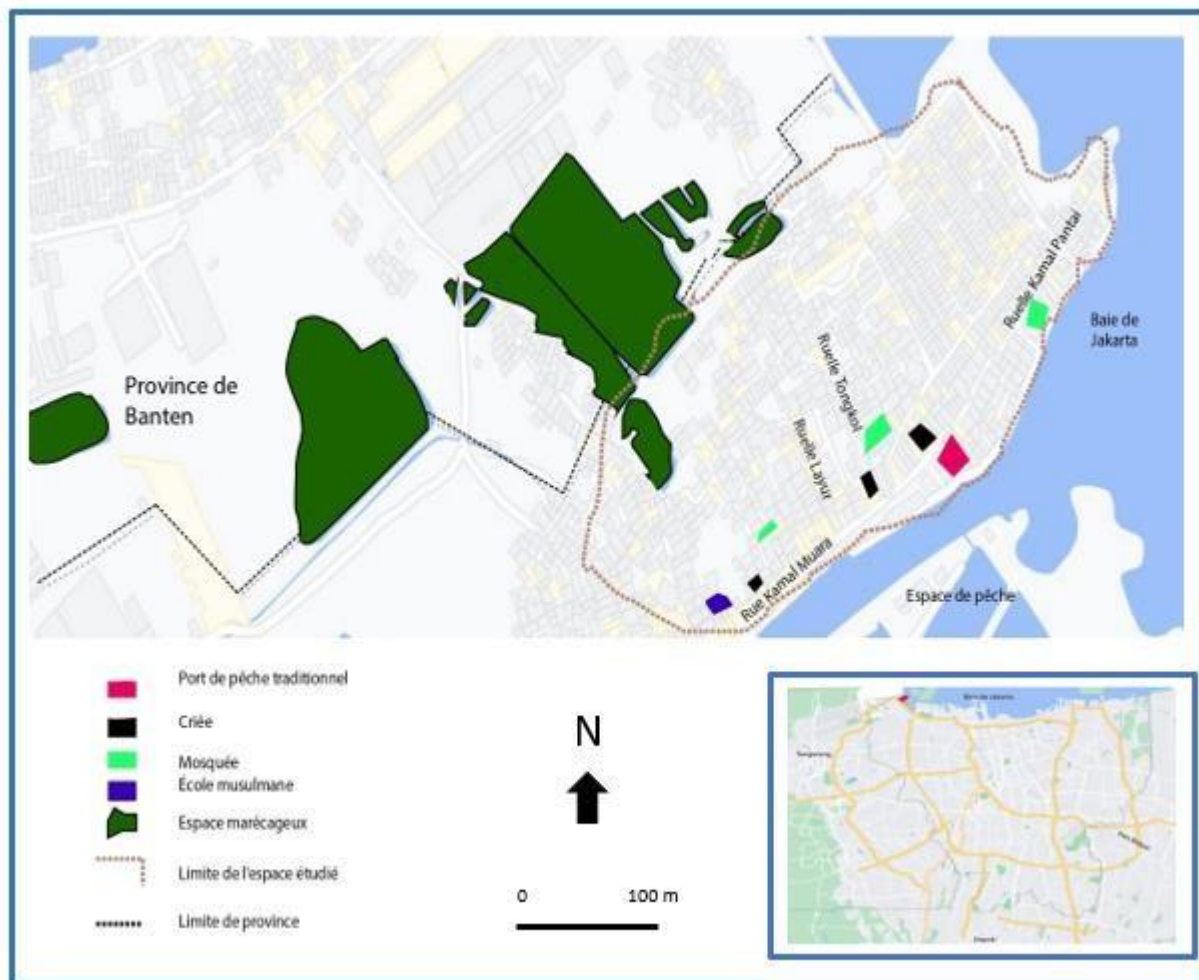 Ruelle Kamal Pantai
Baie de
Jakarta
Province de
Banten
Ruelle Tongkol
Ruelle Layur
Rue Kamal Muara
Espace de pêche
Port de pêche traditionnel
Criée
Mosquée
École musulmane
Espace marécageux
Limite de l'espace étudié
Limite de province
N
0 100 m
Baie de Jakarta
Tangerang